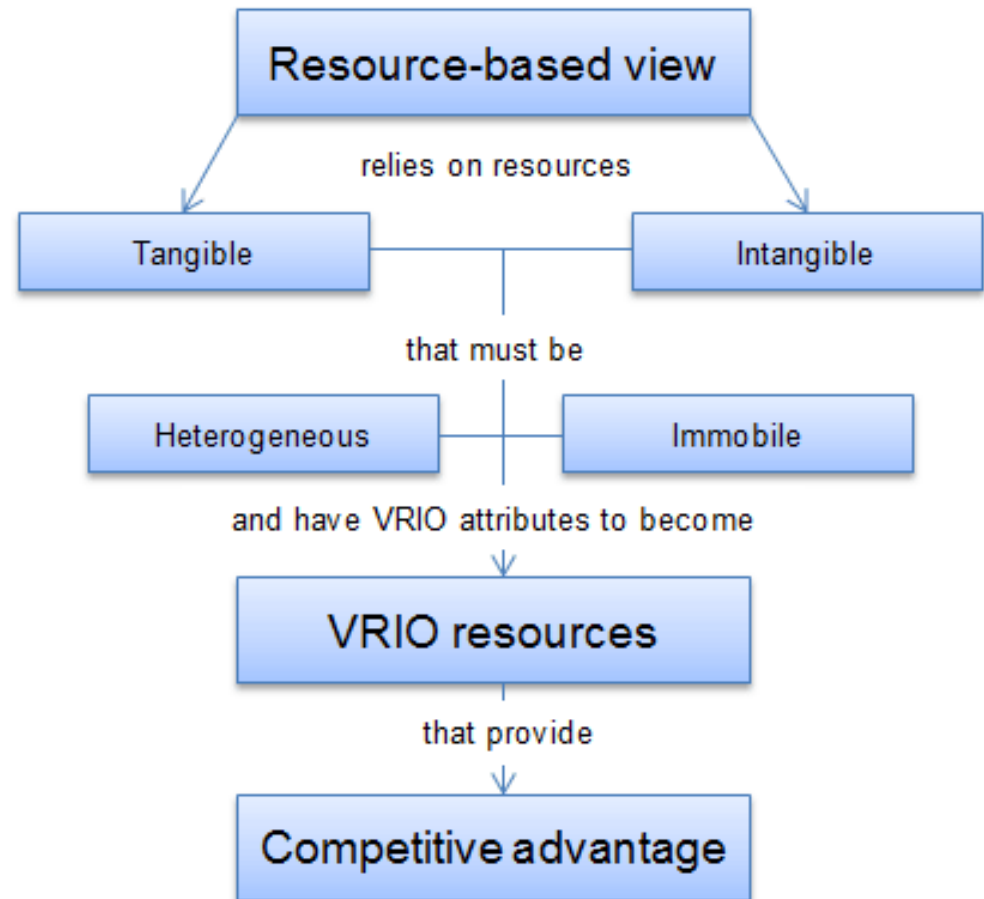 Resource-based view
relies on resources
Tangible
Intangible
that must be
Heterogeneous
Immobile
and have VRIO attributes to become
VRIO resources
that provide
Competitive advantage